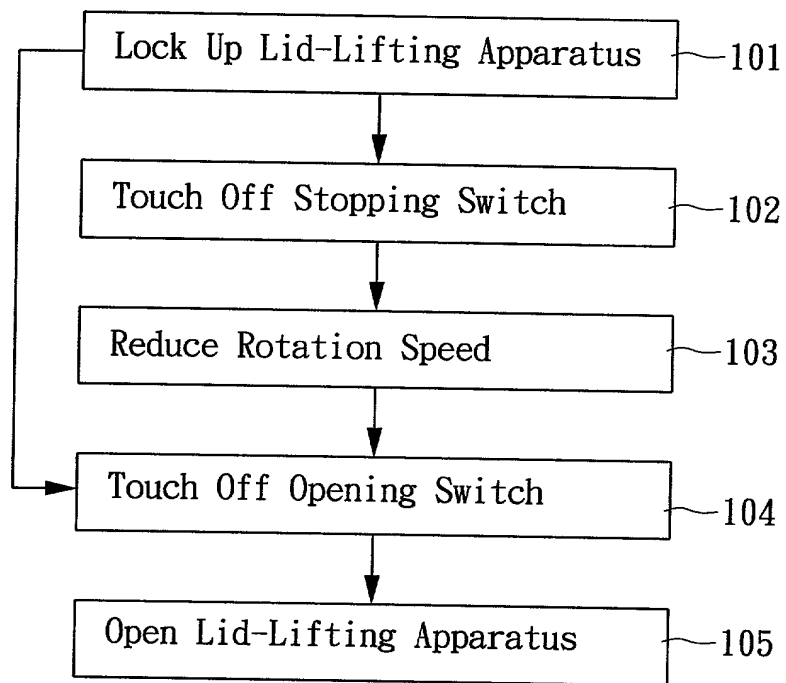 Lock Up Lid-Lifting Apparatus 101
Touch Off Stopping Switch 102
Reduce Rotation Speed 103
Touch Off Opening Switch 104
Open Lid-Lifting Apparatus 105